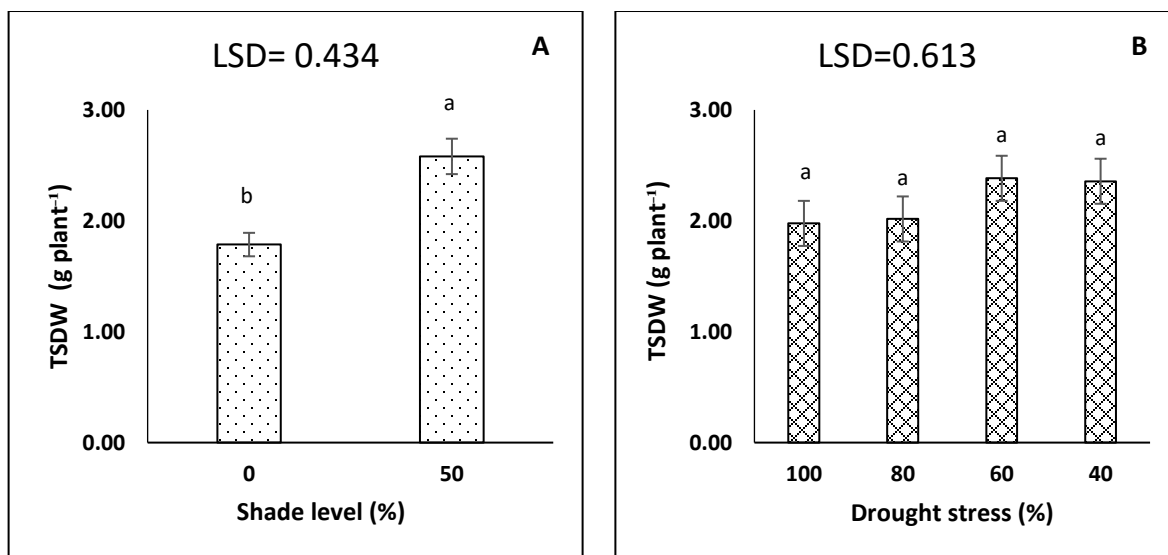 LSD= 0.434
A
3.00
2.00
1.00
0.00
TSDW (g plant⁻¹)
b
a
0
50
Shade level (%)
LSD=0.613
B
3.00
2.00
1.00
0.00
TSDW (g plant⁻¹)
a
a
a
a
100
80
60
40
Drought stress (%)